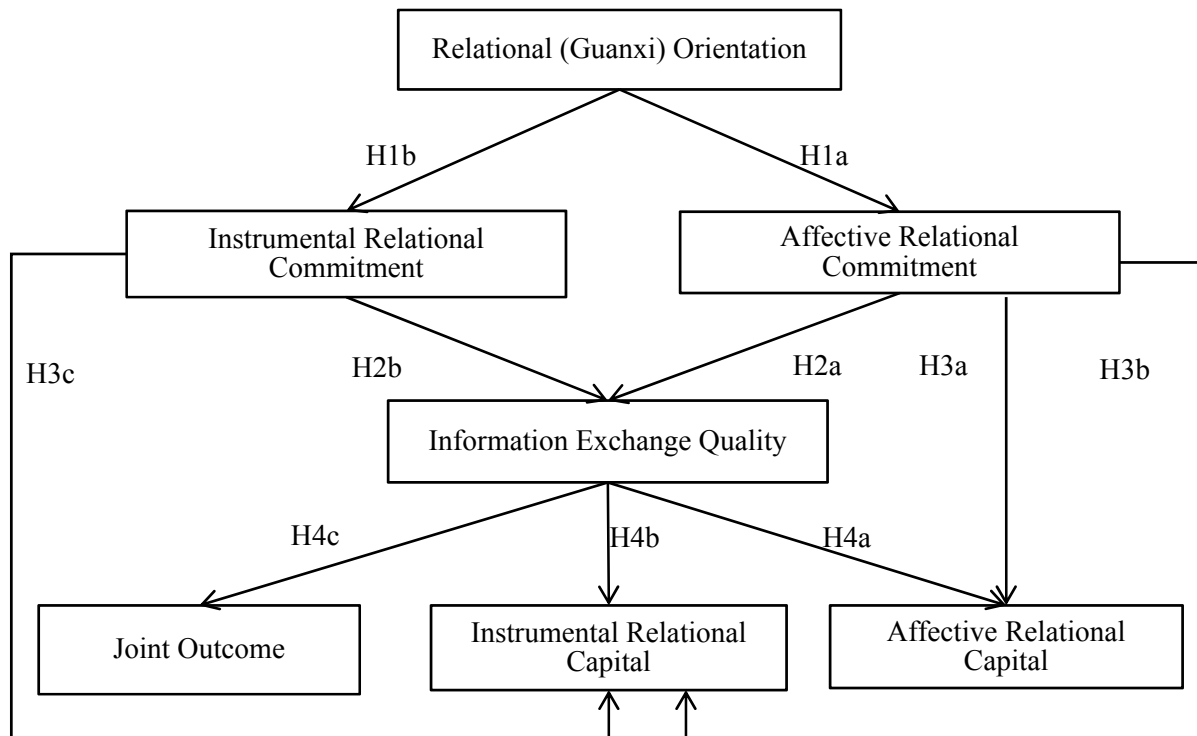 Relational (Guanxi) Orientation
H1b
H1a
Instrumental Relational
Commitment
Affective Relational
Commitment
H3c
H2b
H2a
H3a
H3b
Information Exchange Quality
H4c
H4b
H4a
Joint Outcome
Instrumental Relational
Capital
Affective Relational
Capital